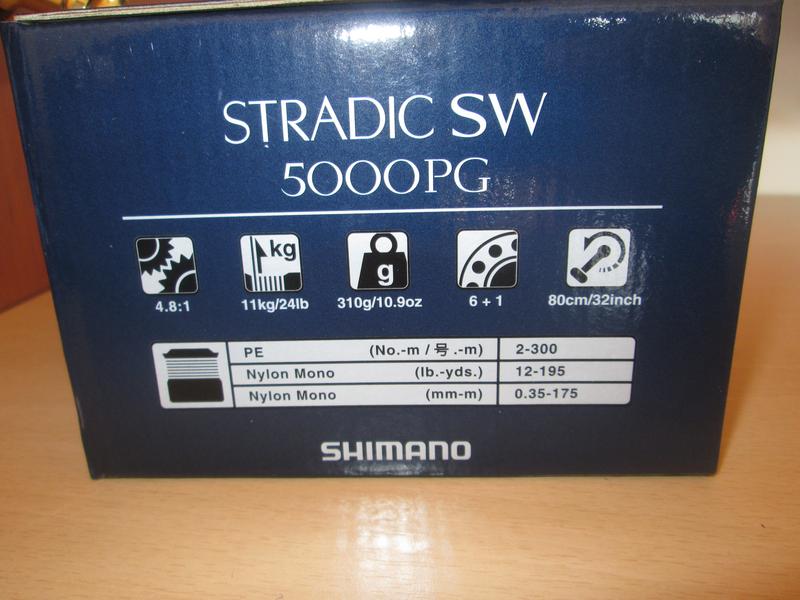 STRADIC SW
5000PG
kg
g
4.8:1 11kg/24lb 310g/10.9oz 6 + 1 80cm/32inch
PE (No.-m / 号.-m) 2-300
Nylon Mono (lb.-yds.) 12-195
Nylon Mono (mm-m) 0.35-175
SHIMANO